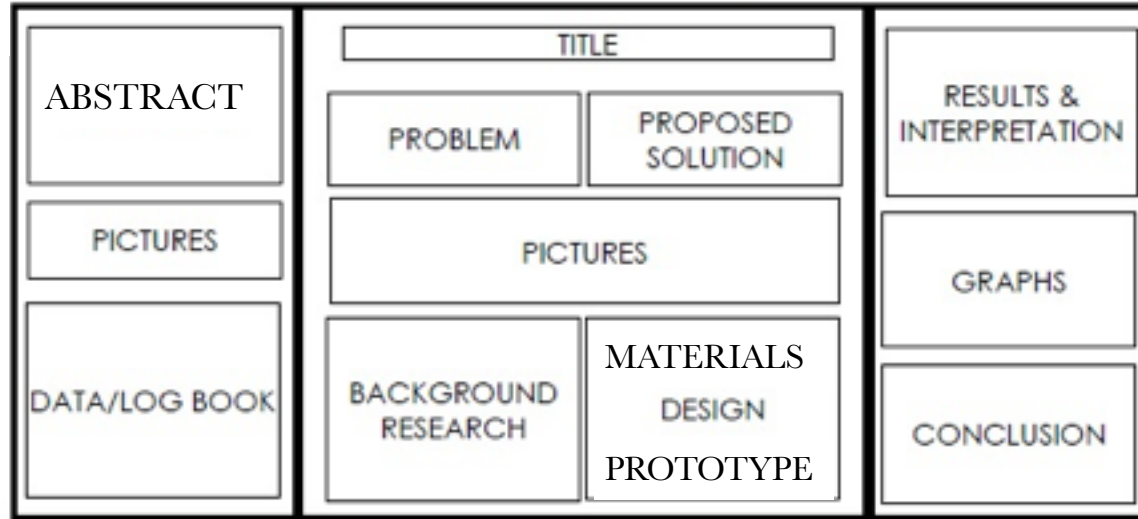 ABSTRACT
PICTURES
DATA/LOG BOOK
TITLE
PROBLEM
PROPOSED
SOLUTION
PICTURES
BACKGROUND
RESEARCH
MATERIALS
DESIGN
PROTOTYPE
RESULTS &
INTERPRETATION
GRAPHS
CONCLUSION